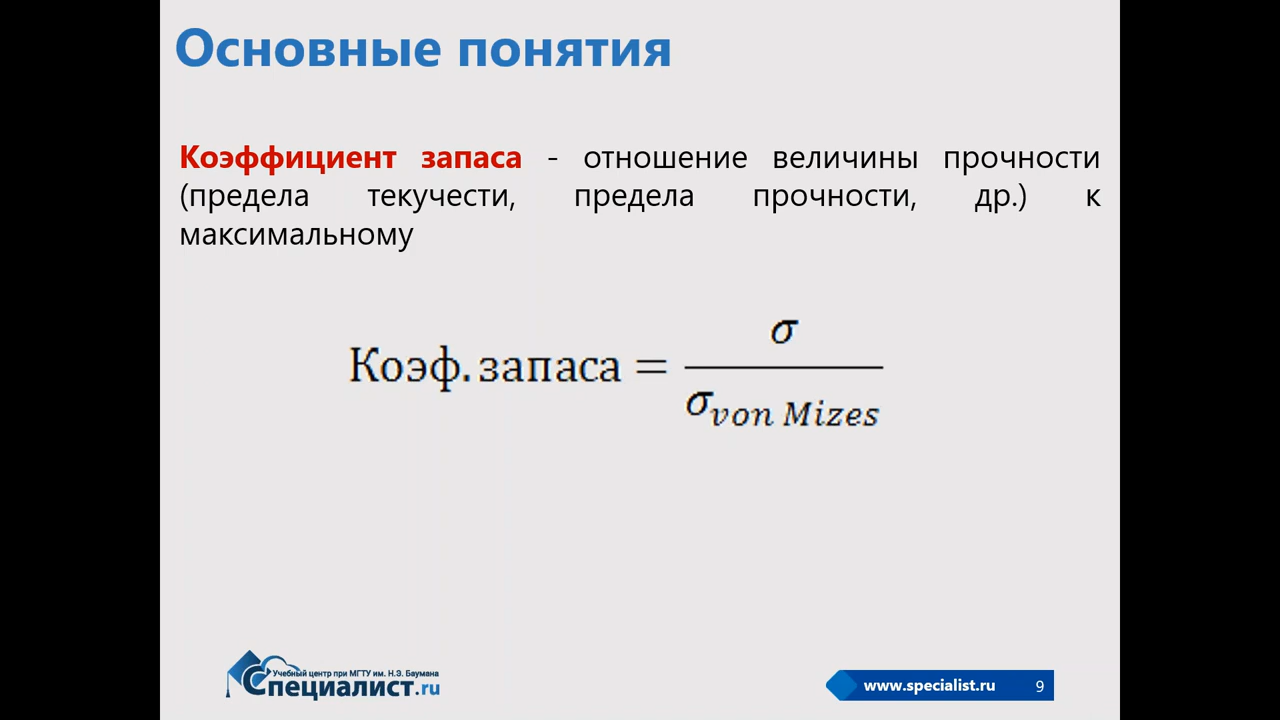 Основные понятия
Коэффициент запаса - отношение величины прочности
(предела текучести, предела прочности, др.) к
максимальному
Коэф. запаса = σ / σ von Mizes
Учебный центр при МГТУ им. Н.Э. Баумана
Специалист.ru
www.specialist.ru 9